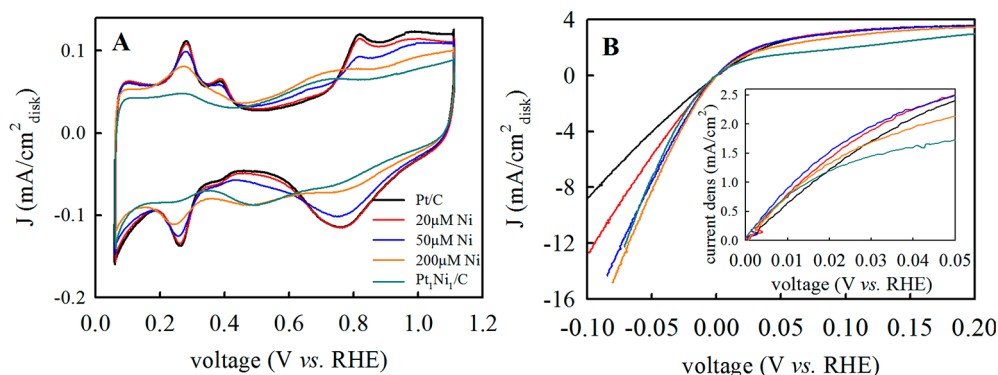 A
J (mA/cm²disk)
0.1
0.0
-0.1
-0.2
Pt/C
20µM Ni
50µM Ni
200µM Ni
Pt1Ni1/C
0.0 0.2 0.4 0.6 0.8 1.0 1.2
voltage (V vs. RHE)
B
J (mA/cm²disk)
4
0
-4
-8
-12
-16
current dens (mA/cm²)
2.5
2.0
1.5
1.0
0.5
0.0
0.00 0.01 0.02 0.03 0.04 0.05
voltage (V vs. RHE)
-0.10 -0.05 0.00 0.05 0.10 0.15 0.20
voltage (V vs. RHE)